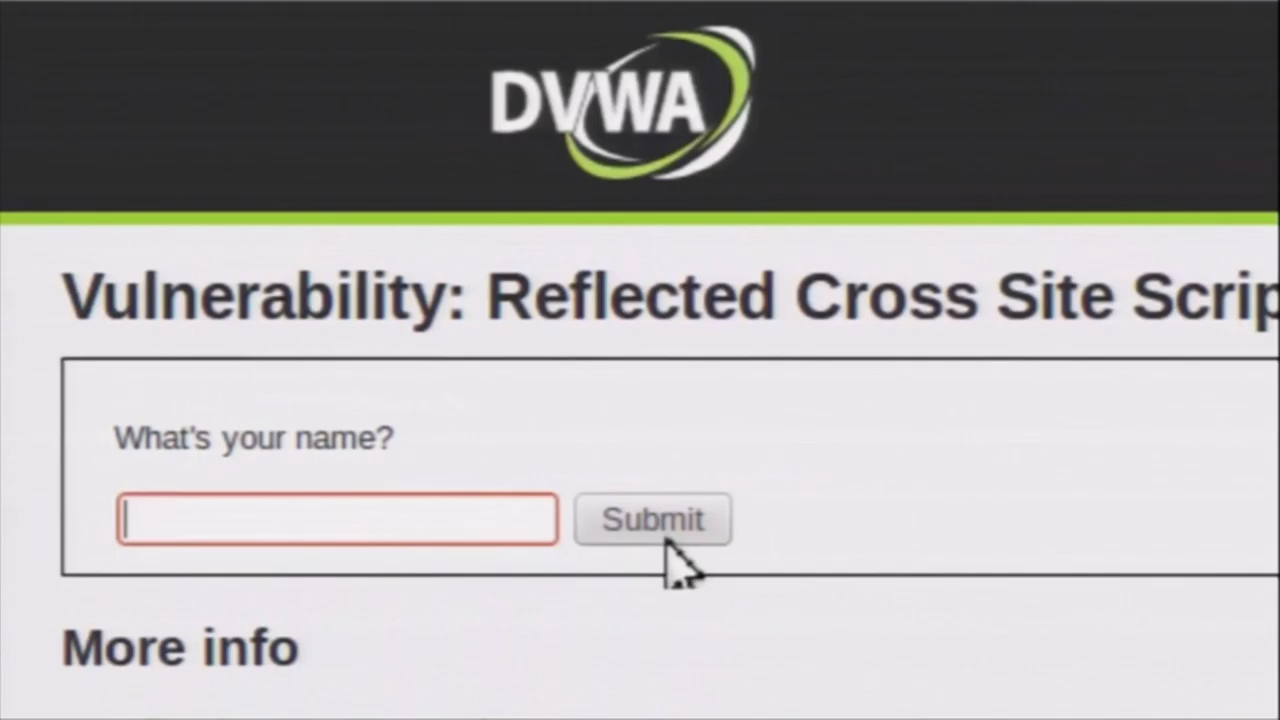 DVWA
Vulnerability: Reflected Cross Site Scrip
What's your name?
Submit
More info